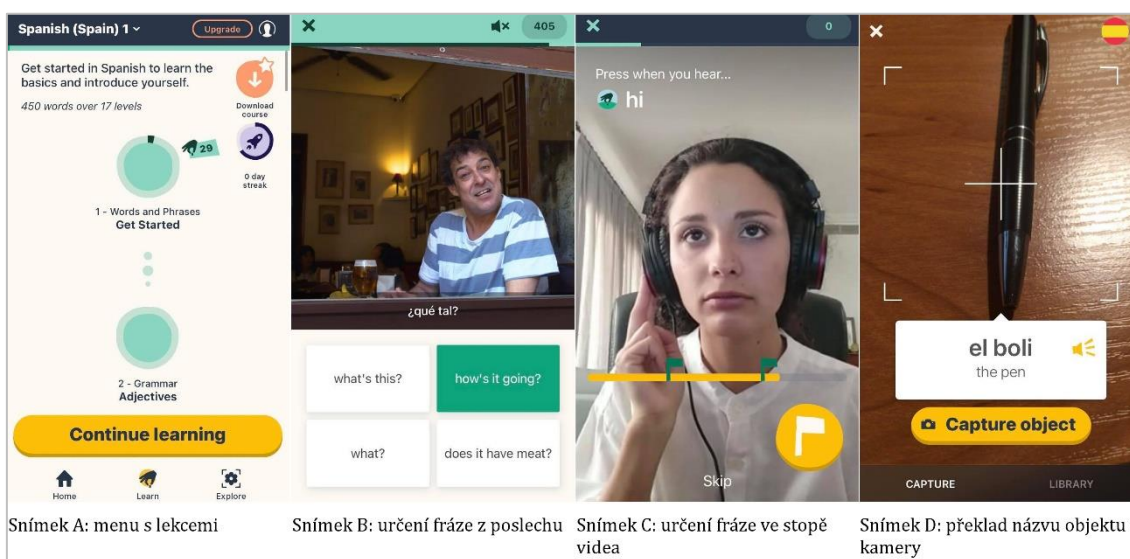 Spanish (Spain) 1
Upgrade
Get started in Spanish to learn the
basics and introduce yourself.
450 words over 17 levels
Download
course
29
0 day
streak
1 - Words and Phrases
Get Started
2 - Grammar
Adjectives
Continue learning
Home
Learn
Explore
405
¿qué tal?
what's this?
how's it going?
what?
does it have meat?
0
Press when you hear...
hi
Skip
el boli
the pen
Capture object
CAPTURE
LIBRARY
Snímek A: menu s lekcemi
Snímek B: určení fráze z poslechu
Snímek C: určení fráze ve stopě
videa
Snímek D: překlad názvu objektu
kamery